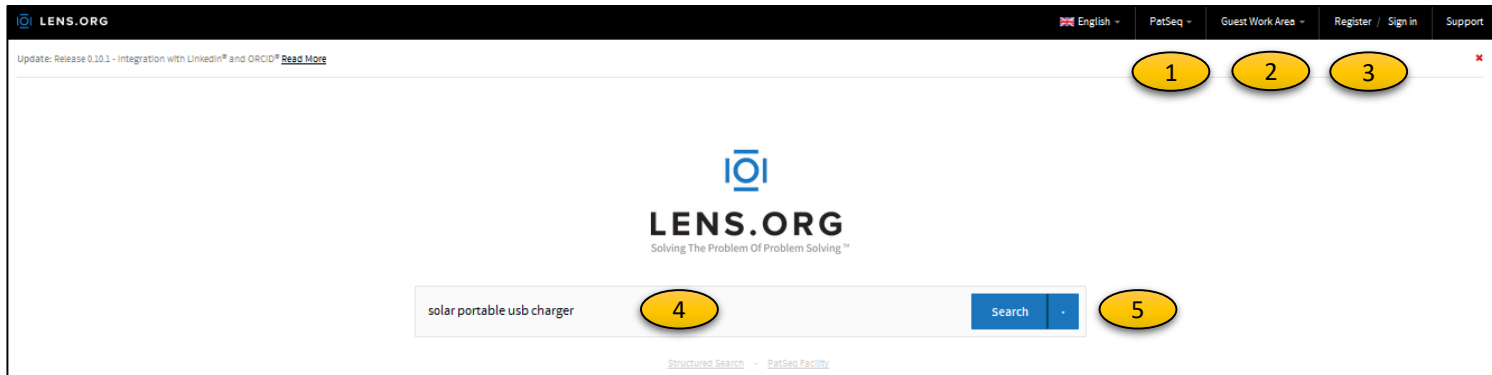 LENS.ORG English PatSeq Guest Work Area Register / Sign in Support
Update: Release 0.10.1 - Integration with LinkedIn® and ORCID® Read More
1 2 3
LENS.ORG
Solving The Problem Of Problem Solving ™
solar portable usb charger 4 Search 5
Structured Search - PatSeq Facility